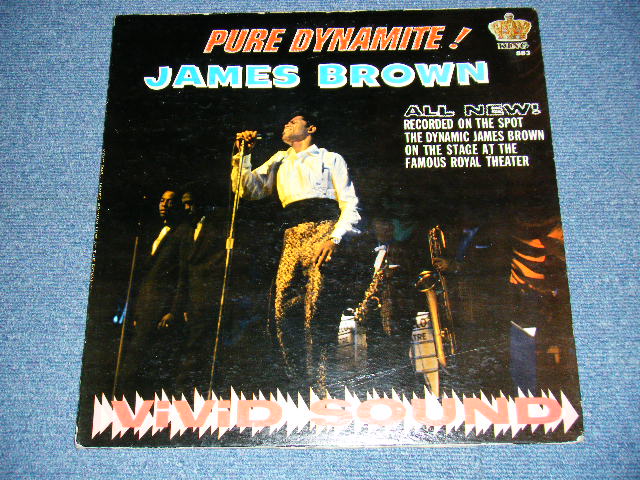 PURE DYNAMITE!
KING
883
JAMES BROWN
ALL NEW!
RECORDED ON THE SPOT
THE DYNAMIC JAMES BROWN
ON THE STAGE AT THE
FAMOUS ROYAL THEATER
ViViD SOUND